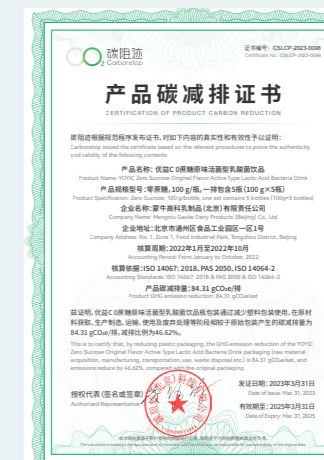 碳阻迹
Carbonstop
证书编号：CSLCP-2023-0098
Certificate No.: CSLCP-2023-0098
产品碳减排证书
CERTIFICATION OF PRODUCT CARBON REDUCTION
碳阻迹根据规范程序发布证书,对如下内容的真实性和有效性予以证明：
Carbonstop issued the certificate based on the relevant procedures to prove the authenticity
and validity of the following contents:
产品名称：优益C 0蔗糖原味活菌型乳酸菌饮品
Product Name: YOYIC Zero Sucrose Original Flavor Active Type Lactic Acid Bacteria Drink
产品规格型号：零蔗糖, 100 g/瓶, 一排包含5瓶 (100 g×5瓶)
Product Specification: Zero Sucrose, 100 g/bottle, one set contains 5 bottles (100g×5 bottles)
企业名称：蒙牛高科乳制品（北京）有限责任公司
Company Name: Mengniu Gaoke Dairy Products (Beijing) Co., Ltd
企业地址：北京市通州区食品工业园区一区1号
Company Address: No. 1, Zone 1, Food Industrial Park, Tongzhou District, Beijing
核算周期：2022年1月至2022年10月
Accounting Period: From January to October, 2022
核算依据：ISO 14067: 2018, PAS 2050, ISO 14064-2
Accounting Standards: ISO 14067: 2018 & PAS 2050 & ISO 14064-2
产品碳减排量：84.31 gCO₂e/排
Product GHG emission reduction: 84.31 gCO₂e/set
兹证明, 优益C 0蔗糖原味活菌型乳酸菌饮品包装通过减少塑料包装使用, 在原材
料获取, 生产制造, 运输, 使用及废弃处理等阶段相较于原始包装产生的碳减排量为
84.31 gCO₂e/排, 减排比例为46.62%。
This is to certify that, by reducing plastic packaging, the GHG emission reduction of the YOYIC
Zero Sucrose Original Flavor Active Type Lactic Acid Bacteria Drink packaging (raw material
acquisition, manufacturing, transportation, use, waste disposal etc.) is 84.31 gCO₂e/set, and
emissions reduce by 46.62%, compared with the original packaging.
授权代表 (签名或签章)
Authorized Representative
发证日期：2023年3月31日
Date of Issue: Mar 31, 2023
有效期至：2025年3月31日
Date of Expiry: Mar 31, 2025